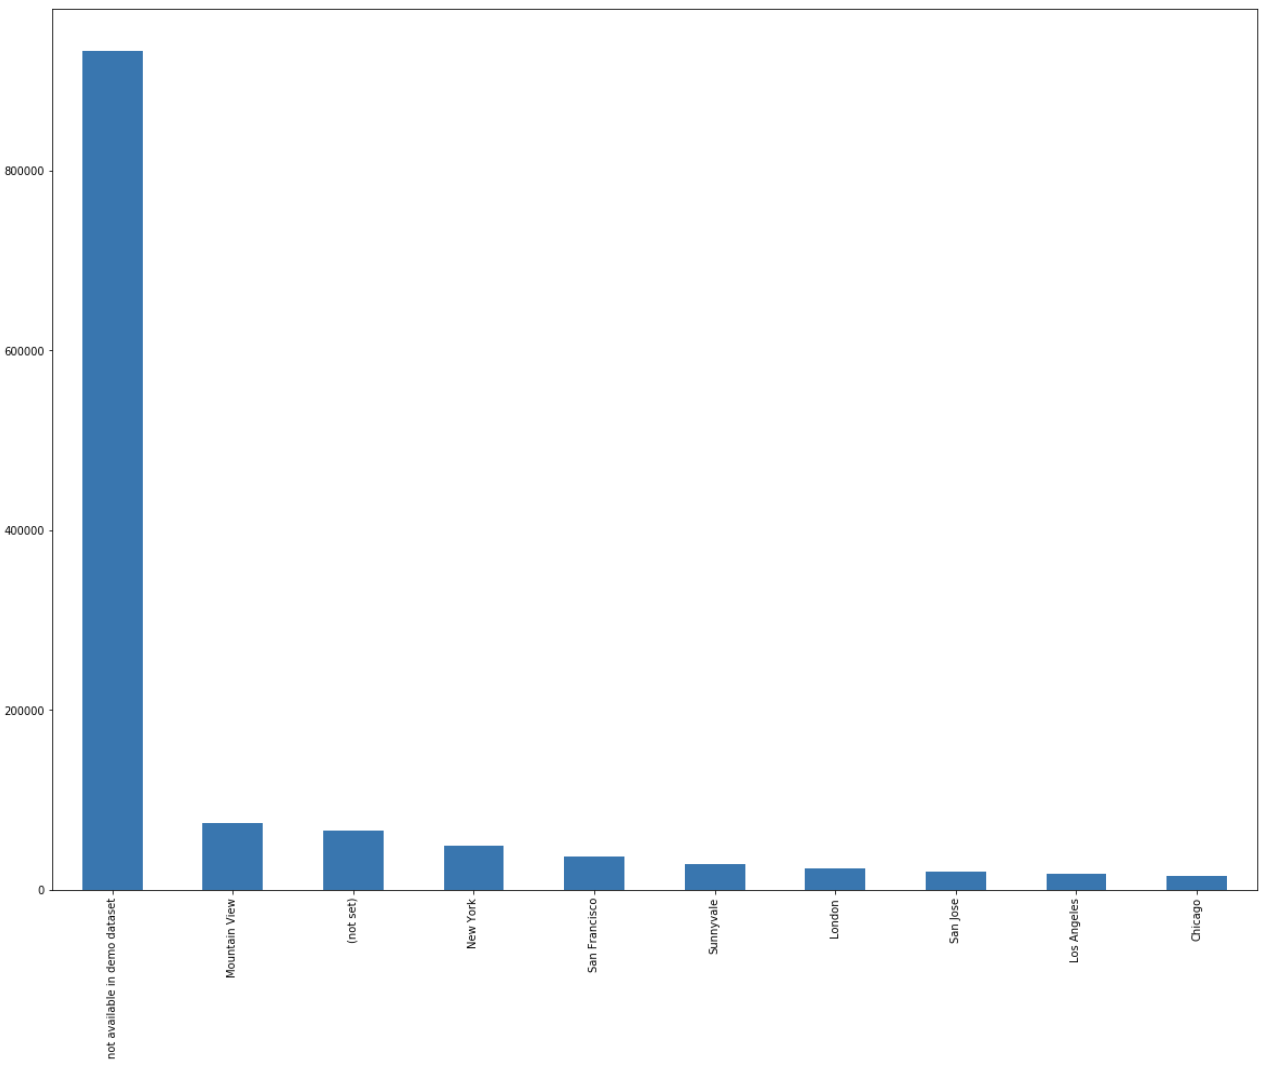 800000
600000
400000
200000
0
not available in demo dataset
Mountain View
(not set)
New York
San Francisco
Sunnyvale
London
San Jose
Los Angeles
Chicago